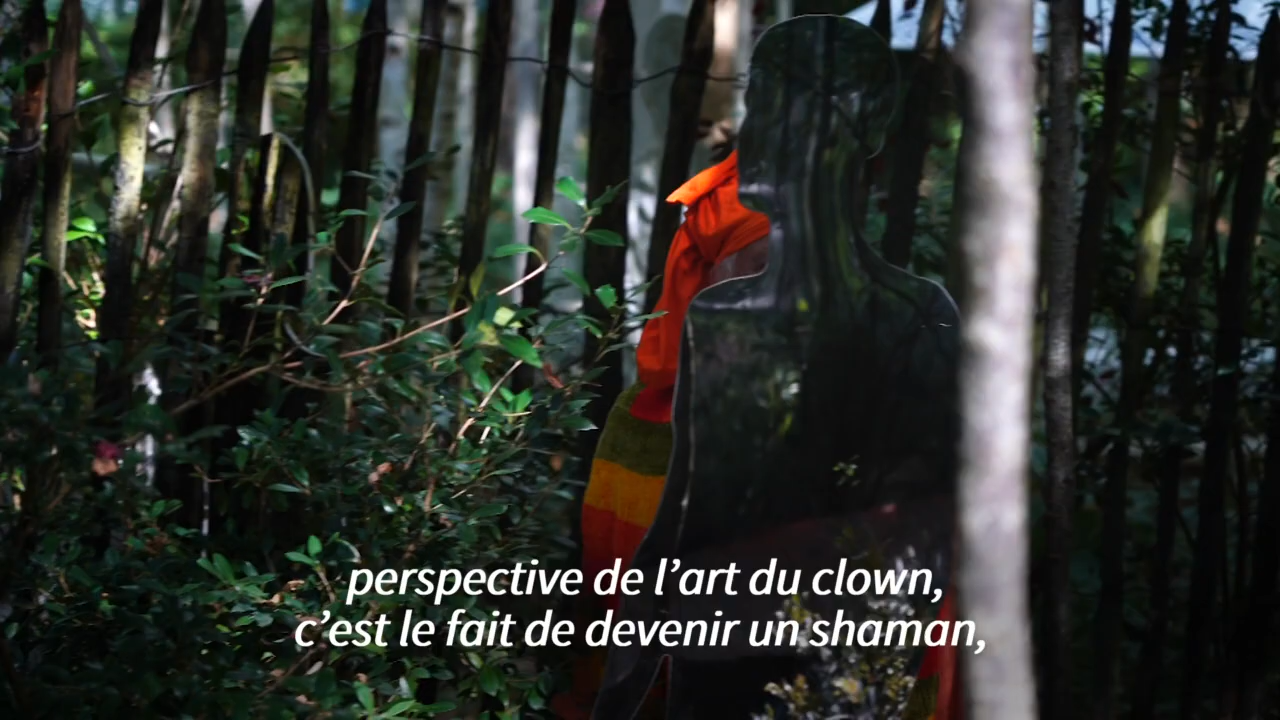 perspective de l’art du clown,
c’est le fait de devenir un shaman,